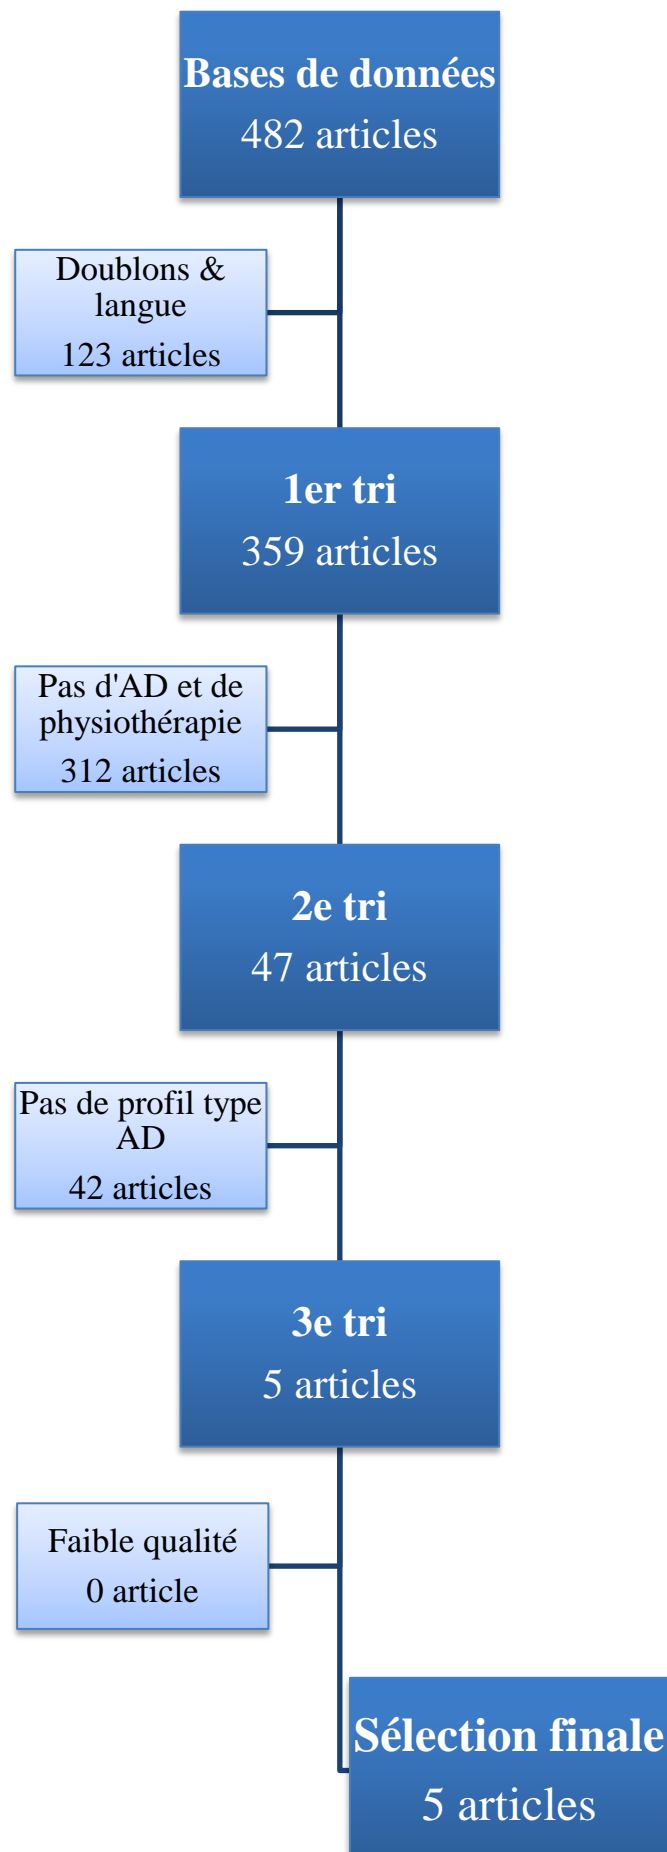 Bases de données
482 articles
Doublons &
langue
123 articles
1er tri
359 articles
Pas d'AD et de
physiothérapie
312 articles
2e tri
47 articles
Pas de profil type
AD
42 articles
3e tri
5 articles
Faible qualité
0 article
Sélection finale
5 articles